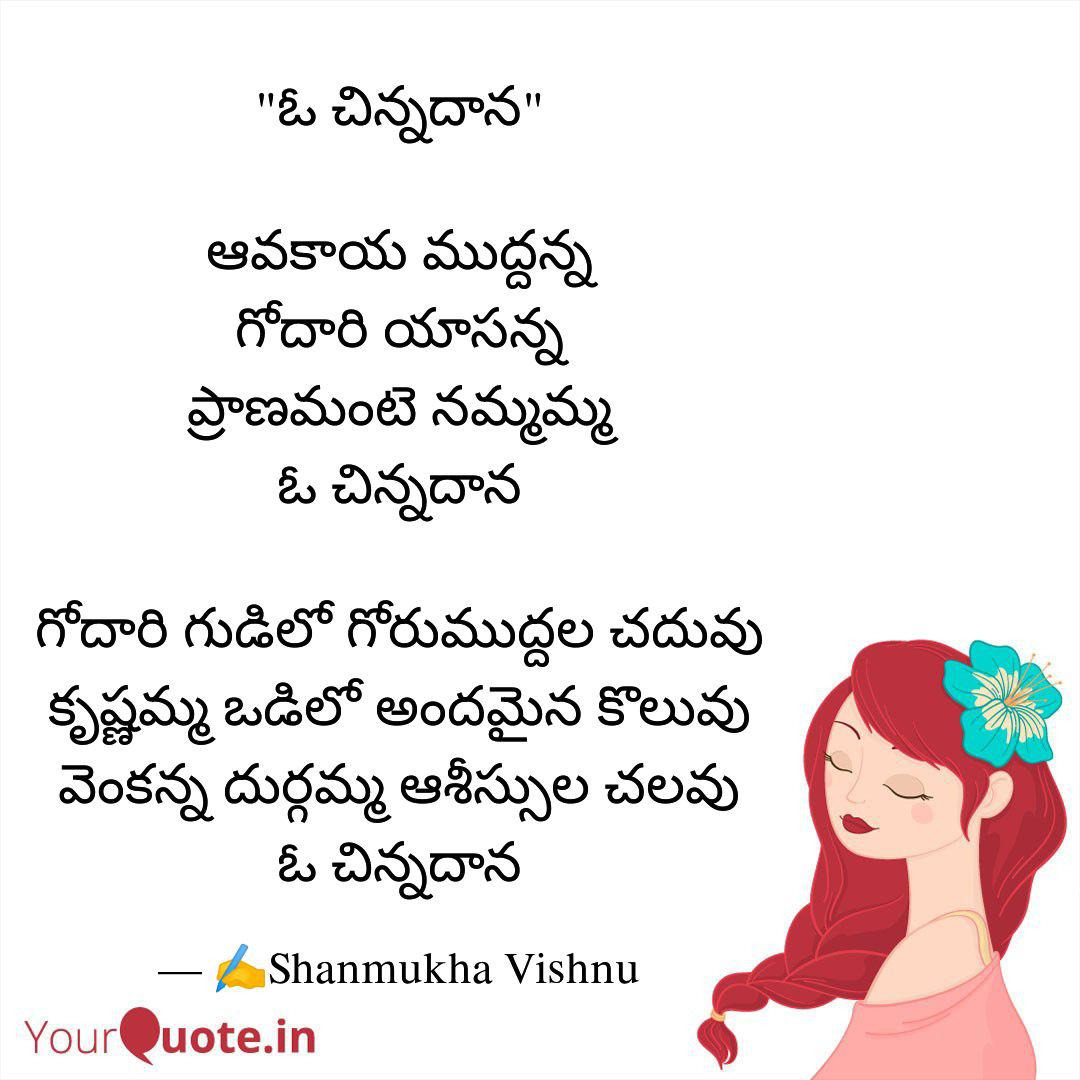 "ఓ చిన్నదాన"
ఆవకాయ ముద్దన్న
గోదారి యాసన్న
ప్రాణమంటె నమ్మమ్మ
ఓ చిన్నదాన
గోదారి గుడిలో గోరుముద్దల చదువు
కృష్ణమ్మ ఒడిలో అందమైన కొలువు
వెంకన్న దుర్గమ్మ ఆశీస్సుల చలవు
ఓ చిన్నదాన
— ✍️Shanmukha Vishnu
YourQuote.in